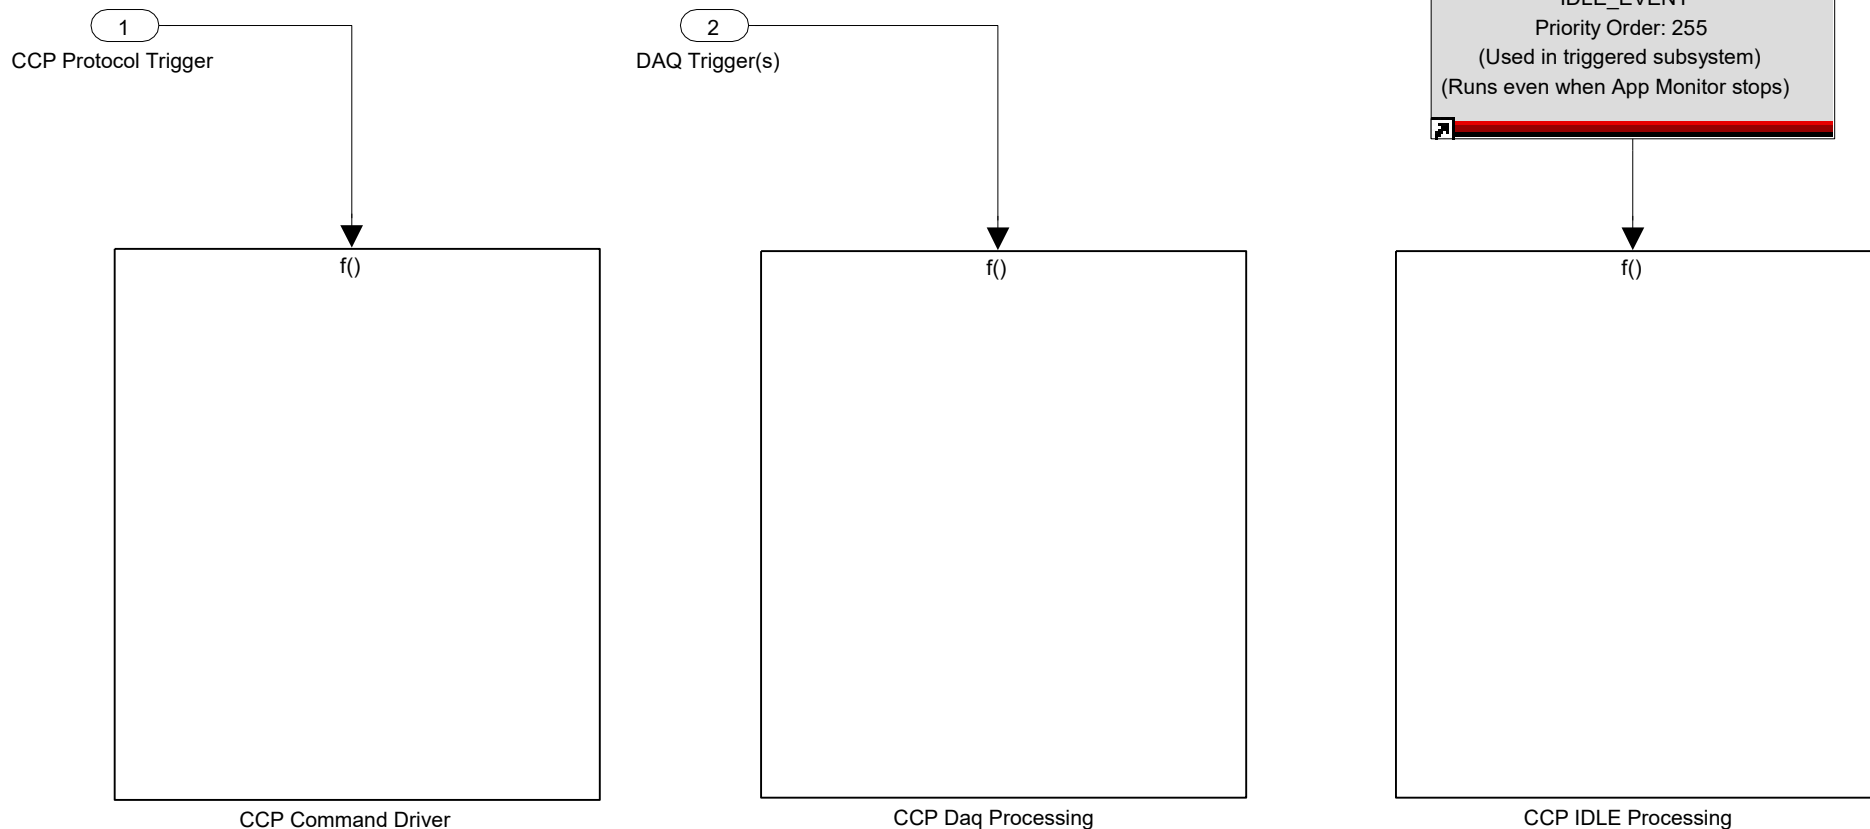 1
CCP Protocol Trigger
2
DAQ Trigger(s)
IDLE_EVENT
Priority Order: 255
(Used in triggered subsystem)
(Runs even when App Monitor stops)
f()
f()
f()
CCP Command Driver
CCP Daq Processing
CCP IDLE Processing